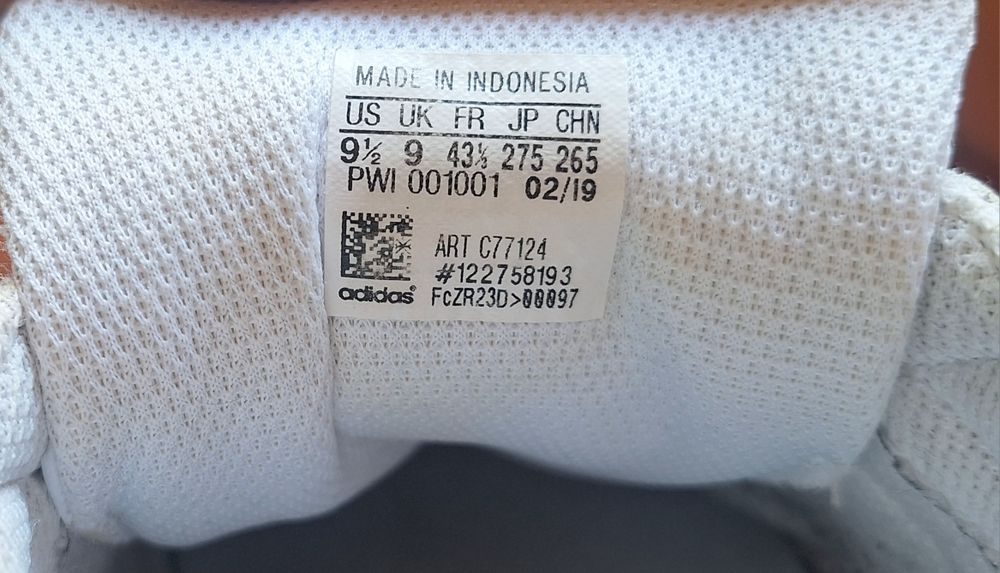 MADE IN INDONESIA
US UK FR JP CHN
9½ 9 43⅓ 275 265
PWI 001001 02/19
ART C77124
#122758193
adidas® FcZR23D>00097